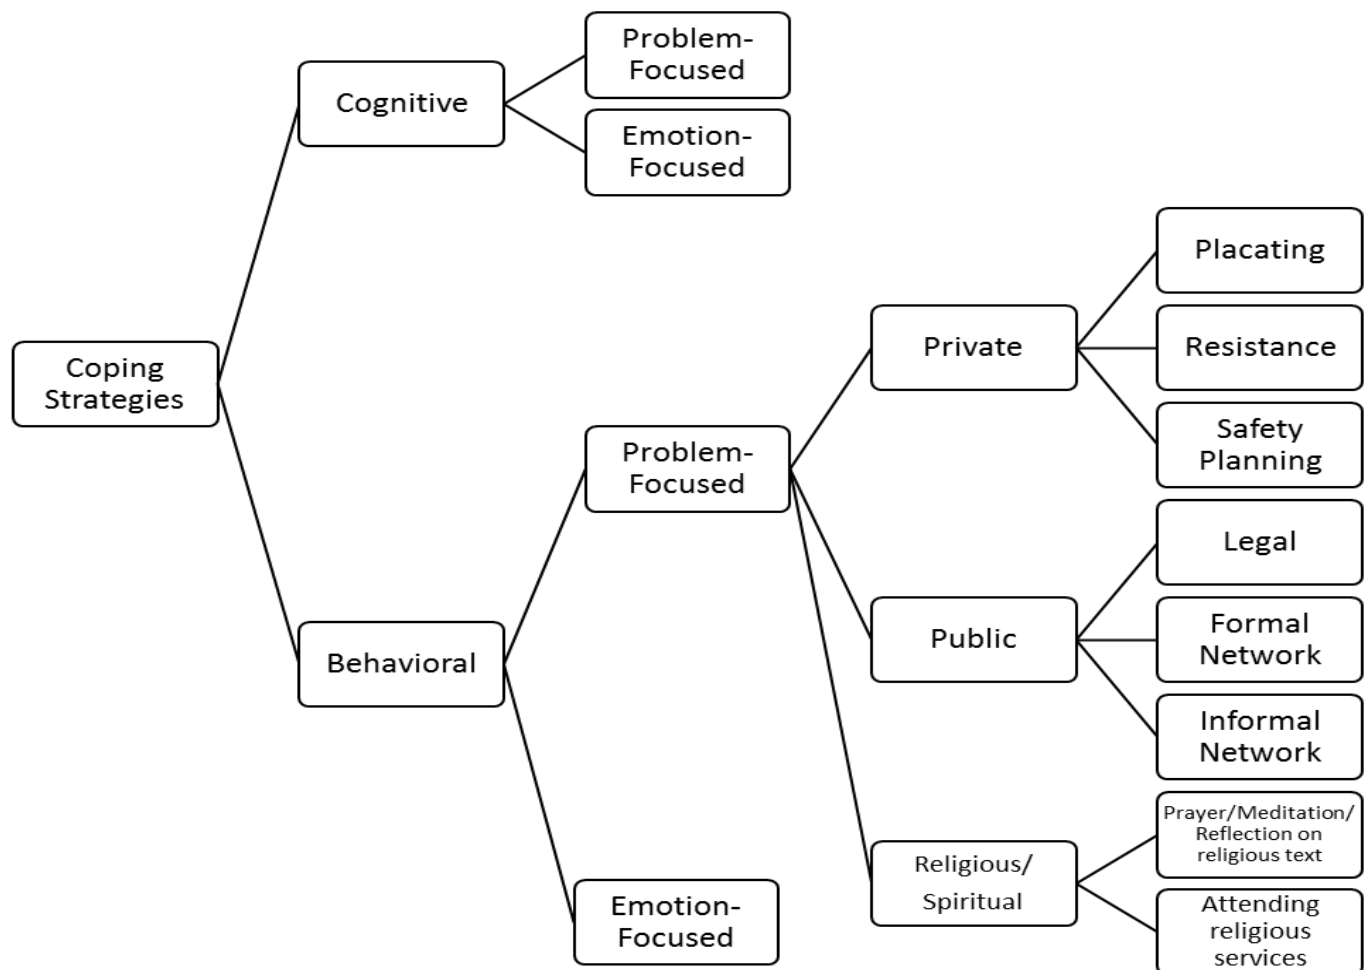 Problem-
Focused
Cognitive
Emotion-
Focused
Placating
Private
Resistance
Coping
Strategies
Safety
Planning
Problem-
Focused
Legal
Public
Formal
Network
Behavioral
Informal
Network
Prayer/Meditation/
Reflection on
religious text
Religious/
Spiritual
Emotion-
Focused
Attending
religious
services